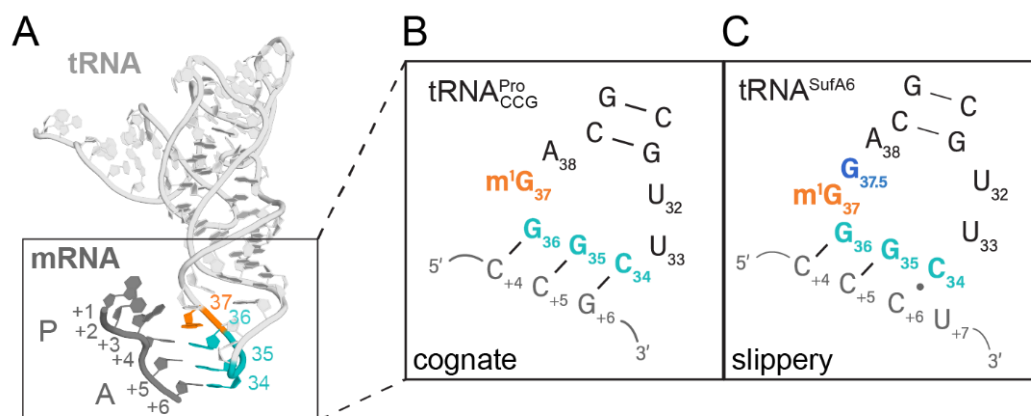 A
tRNA
mRNA
P
A
+1
+2
+3
+4
+5
+6
37
36
35
34
B
tRNA Pro CCG
G C
C G
A38
m¹G37
U32
U33
G36 G35 C34
5′ C+4 C+5 G+6 3′
cognate
C
tRNA SufA6
G C
C G
A38
G37.5
m¹G37
U32
U33
G36 G35 C34
5′ C+4 C+5 C+6 U+7 3′
slippery